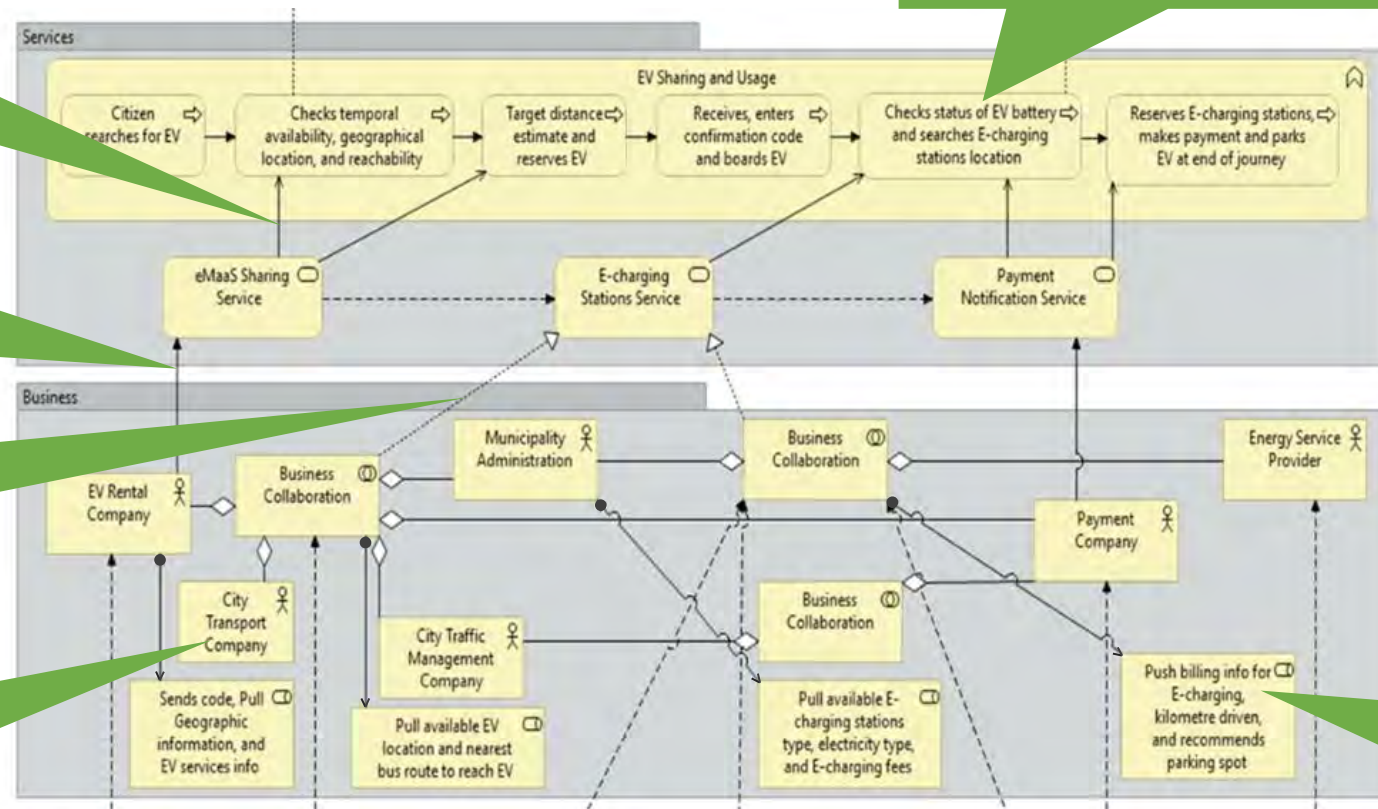 Services
EV Sharing and Usage
Citizen
searches for EV
Checks temporal
availability, geographical
location, and reachability
Target distance
estimate and
reserves EV
Receives, enters
confirmation code
and boards EV
Checks status of EV battery
and searches E-charging
stations location
Reserves E-charging stations,
makes payment and parks
EV at end of journey
eMaaS Sharing
Service
E-charging
Stations Service
Payment
Notification Service
Business
EV Rental
Company
Business
Collaboration
Municipality
Administration
Business
Collaboration
Energy Service
Provider
Payment
Company
City
Transport
Company
City Traffic
Management
Company
Business
Collaboration
Sends code, Pull
Geographic
information, and
EV services info
Pull available EV
location and nearest
bus route to reach EV
Pull available E-
charging stations
type, electricity type,
and E-charging fees
Push billing info for
E-charging,
kilometre driven,
and recommends
parking spot